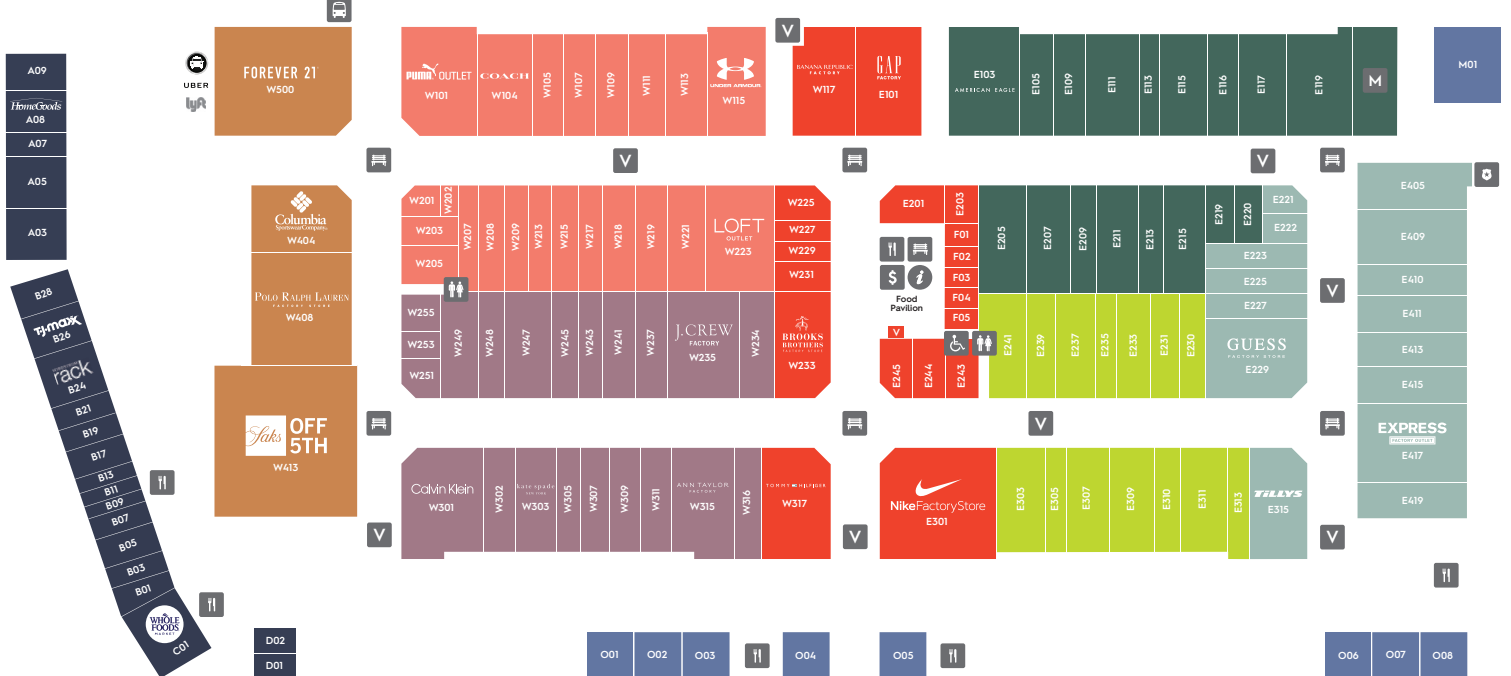 A09
HomeGoods
A08
A07
A05
A03
UBER
lyft
FOREVER 21
W500
PUMA OUTLET
W101
COACH
W104
W105
W107
W109
W111
W113
UNDER ARMOUR
W115
V
BANANA REPUBLIC
FACTORY
W117
GAP
FACTORY
E101
E103
AMERICAN EAGLE
E105
E109
E111
E113
E115
E116
E117
E119
M
M01
V
V
Columbia
Sportswear Company
W404
POLO RALPH LAUREN
FACTORY STORE
W408
Saks
OFF
5TH
W413
W201
W202
W203
W205
W207
W208
W209
W213
W215
W217
W218
W219
W221
LOFT
OUTLET
W223
W225
W227
W229
W231
W255
W253
W251
W249
W248
W247
W245
W243
W241
W237
J.CREW
FACTORY
W235
W234
BROOKS
BROTHERS
FACTORY STORE
W233
E201
E203
F01
F02
F03
F04
F05
$
i
Food
Pavilion
V
E245
E244
E243
E205
E207
E209
E211
E213
E215
E219
E220
E221
E222
E223
E225
E227
E241
E239
E237
E235
E233
E231
E230
GUESS
FACTORY STORE
E229
V
E405
E409
E410
E411
E413
E415
EXPRESS
FACTORY OUTLET
E417
E419
B28
T.J.maxx
B26
rack
B24
B21
B19
B17
B13
B11
B09
B07
B05
B03
B01
WHOLE
FOODS
MARKET
C01
V
Calvin Klein
W301
W302
kate spade
NEW YORK
W303
W305
W307
W309
W311
ANN TAYLOR
FACTORY
W315
W316
TOMMY HILFIGER
W317
V
V
NikeFactoryStore
E301
E303
E305
E307
E309
E310
E311
E313
TiLLYS
E315
V
D02
D01
O01
O02
O03
O04
O05
O06
O07
O08